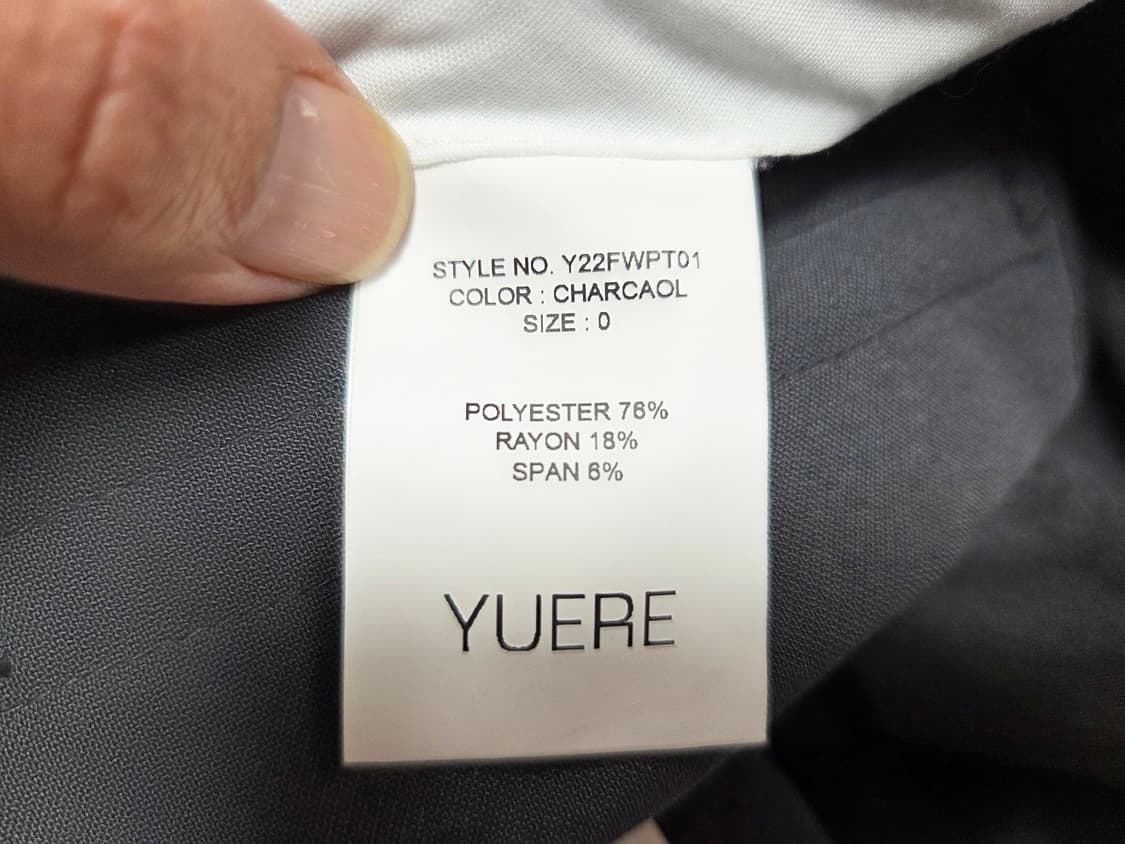 STYLE NO. Y22FWPT01
COLOR : CHARCAOL
SIZE : 0
POLYESTER 76%
RAYON 18%
SPAN 6%
YUERE